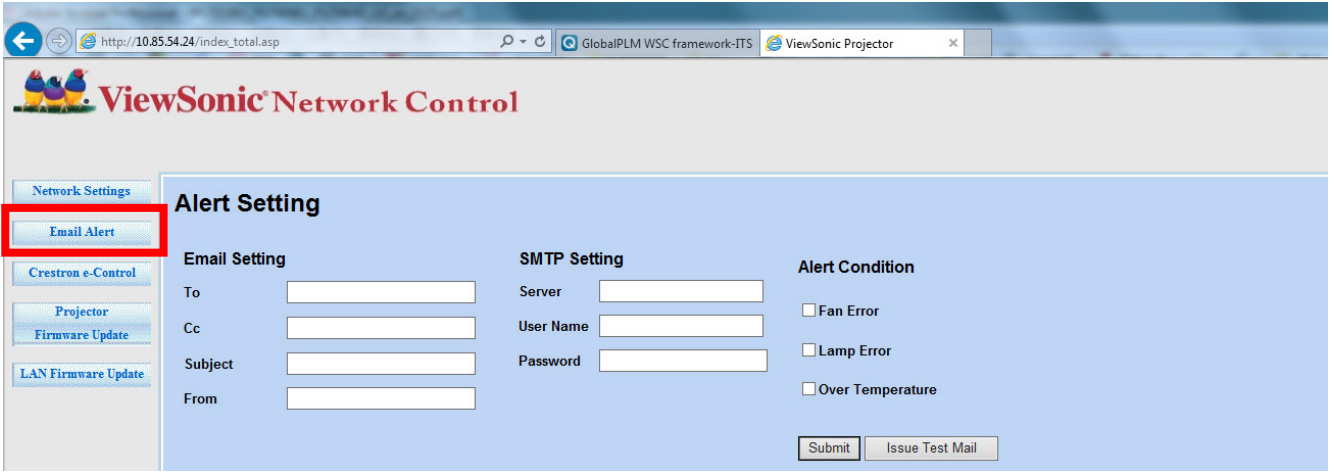 http://10.85.54.24/index_total.asp
GlobalPLM WSC framework-ITS
ViewSonic Projector
ViewSonic® Network Control
Network Settings
Email Alert
Crestron e-Control
Projector
Firmware Update
LAN Firmware Update
Alert Setting
Email Setting
To
Cc
Subject
From
SMTP Setting
Server
User Name
Password
Alert Condition
Fan Error
Lamp Error
Over Temperature
Submit
Issue Test Mail